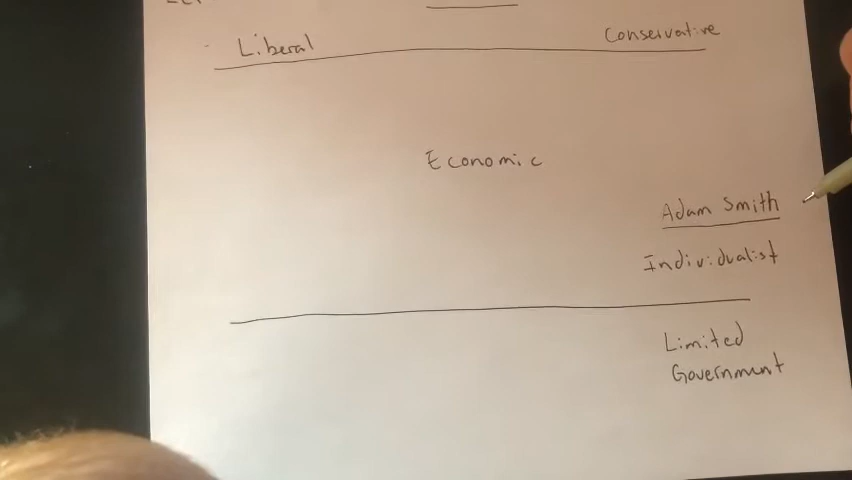 Liberal
Conservative
Economic
Adam Smith
Individualist
Limited
Government